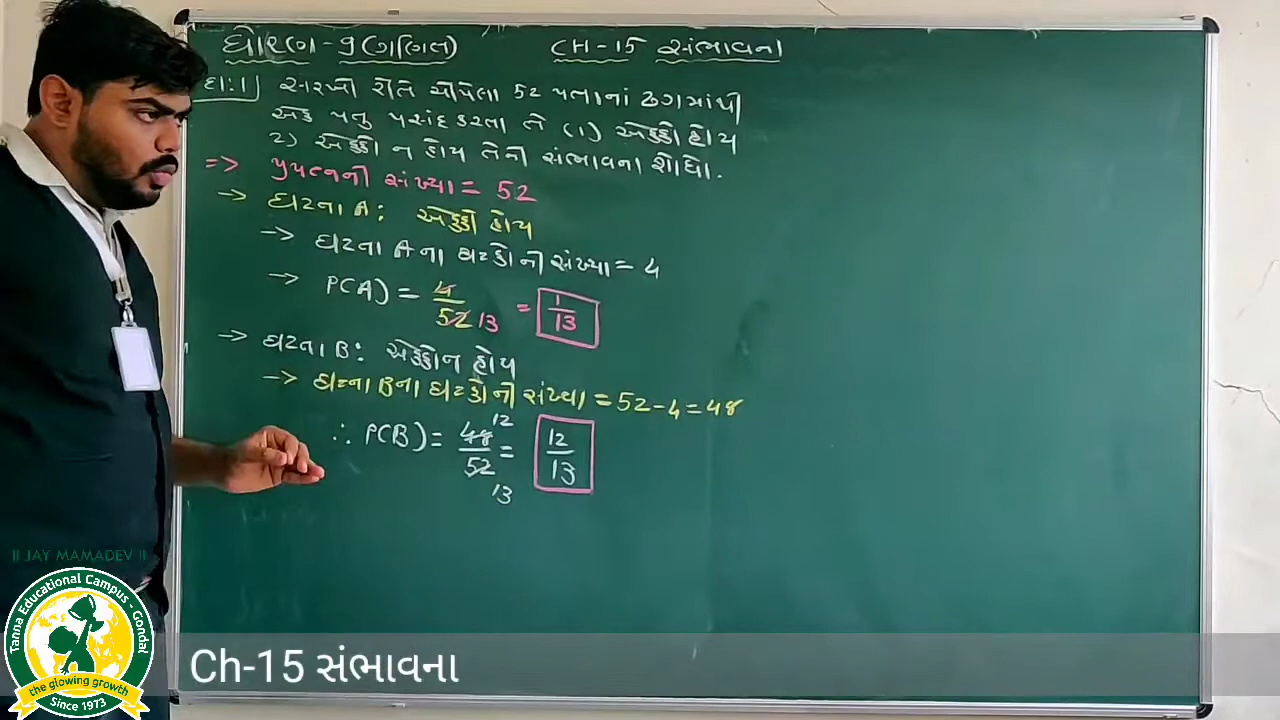 ધોરણ-9 (ગણિત) CH-15 સંભાવના
દા:1) સરખી રીતે ચીપેલા 52 પત્તાનાં ઢગમાંથી
એક પત્તુ પસંદ કરતા તે (1) એક્કો હોય
2) એક્કો ન હોય તેની સંભાવના શોધો.
=> પ્રયત્નની સંખ્યા = 52
-> ઘટના A: એક્કો હોય
-> ઘટના A ના ઘટકોની સંખ્યા = 4
-> P(A) = 4/52 13 = 1/13
-> ઘટના B: એક્કો ન હોય
-> ઘટના B ના ઘટકોની સંખ્યા = 52-4=48
∴ P(B) = 48/52 12 13 = 12/13
॥ JAY MAMADEV ॥
Tanna Educational Campus - Gondal
the glowing growth
Since 1973
Ch-15 સંભાવના